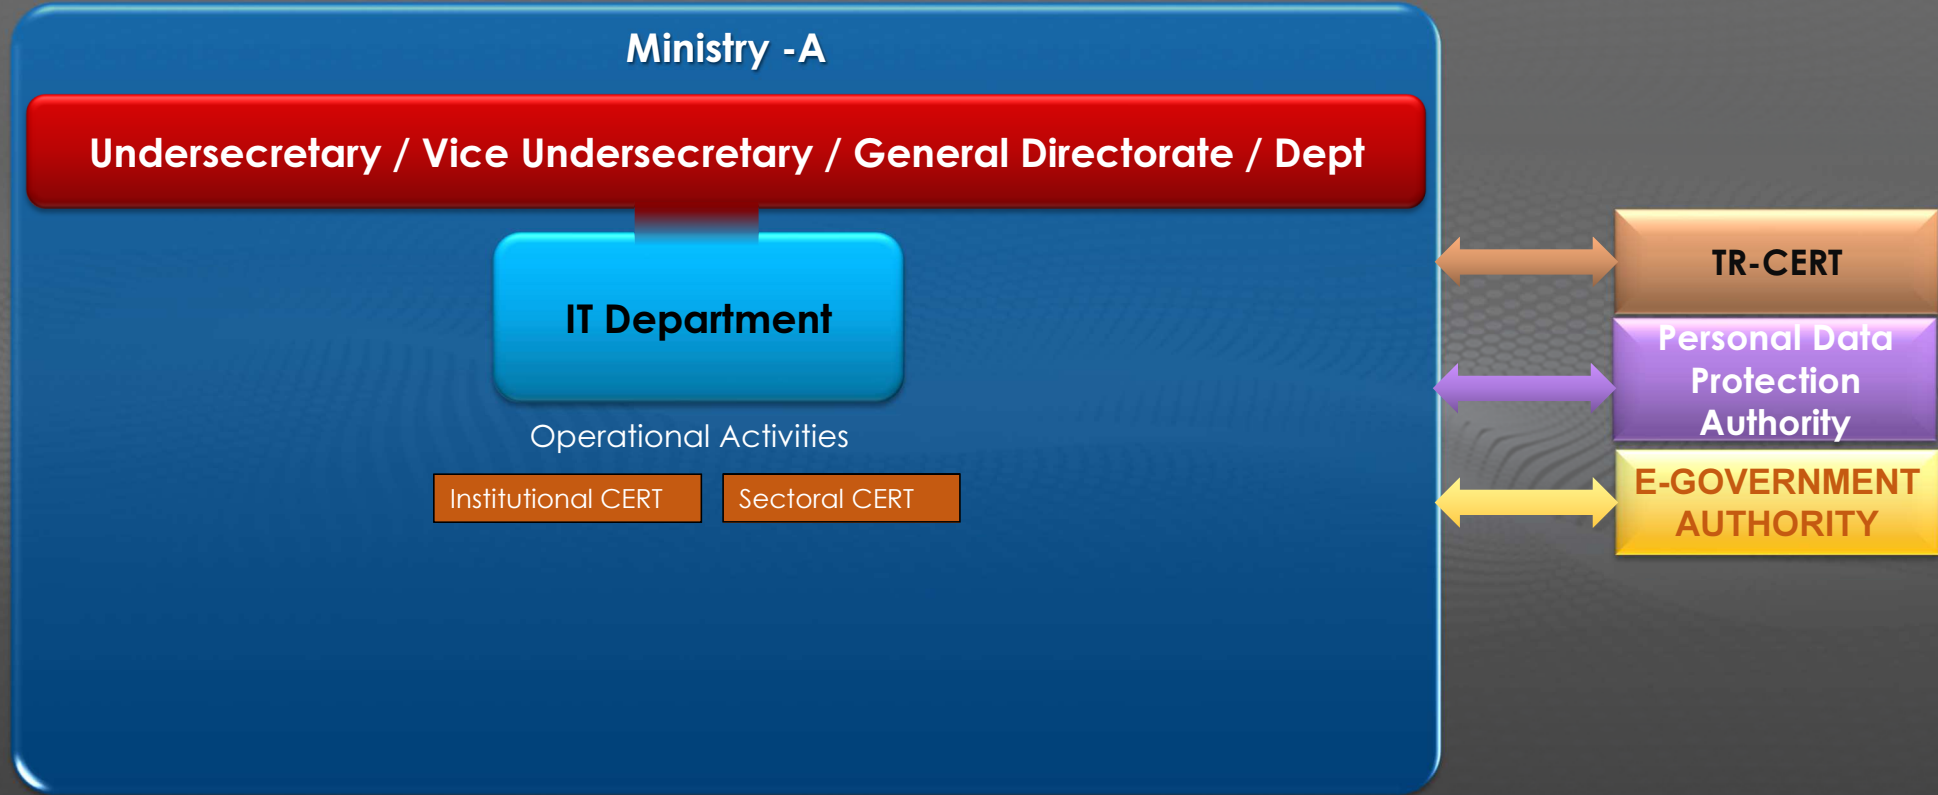 Ministry -A
Undersecretary / Vice Undersecretary / General Directorate / Dept
IT Department
Operational Activities
Institutional CERT
Sectoral CERT
TR-CERT
Personal Data
Protection
Authority
E-GOVERNMENT
AUTHORITY